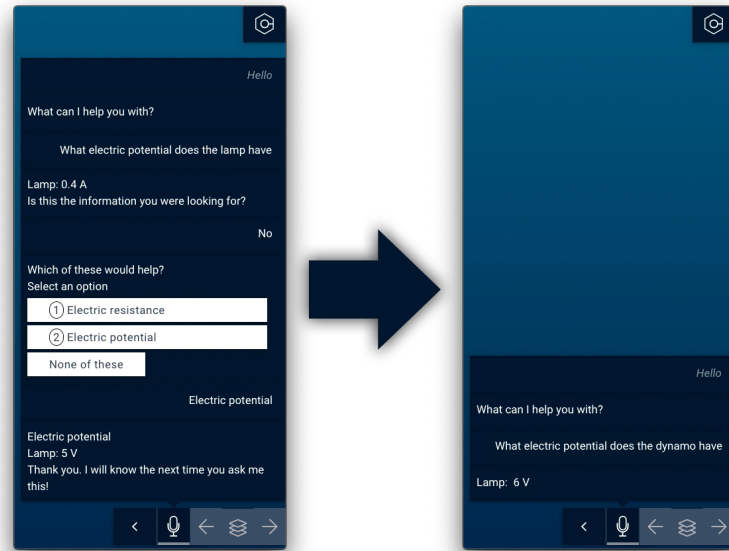 Hello
What can I help you with?
What electric potential does the lamp have
Lamp: 0.4 A
Is this the information you were looking for?
No
Which of these would help?
Select an option
1 Electric resistance
2 Electric potential
None of these
Electric potential
Electric potential
Lamp: 5 V
Thank you. I will know the next time you ask me
this!
Hello
What can I help you with?
What electric potential does the dynamo have
Lamp: 6 V